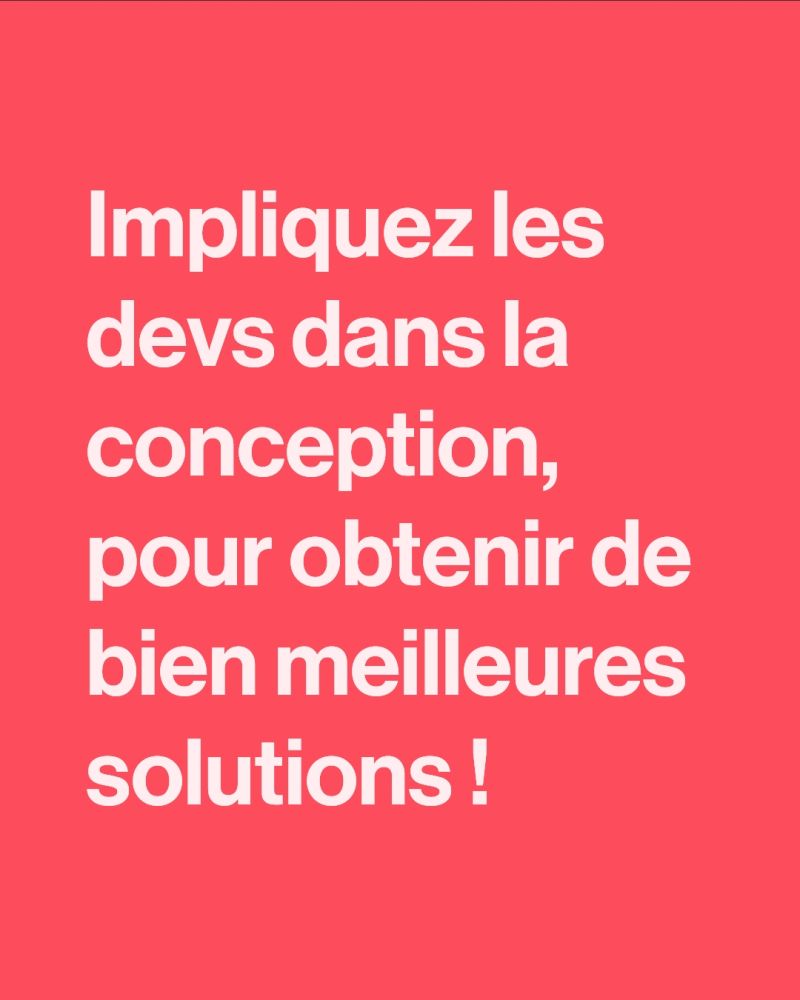 Impliquez les
devs dans la
conception,
pour obtenir de
bien meilleures
solutions !